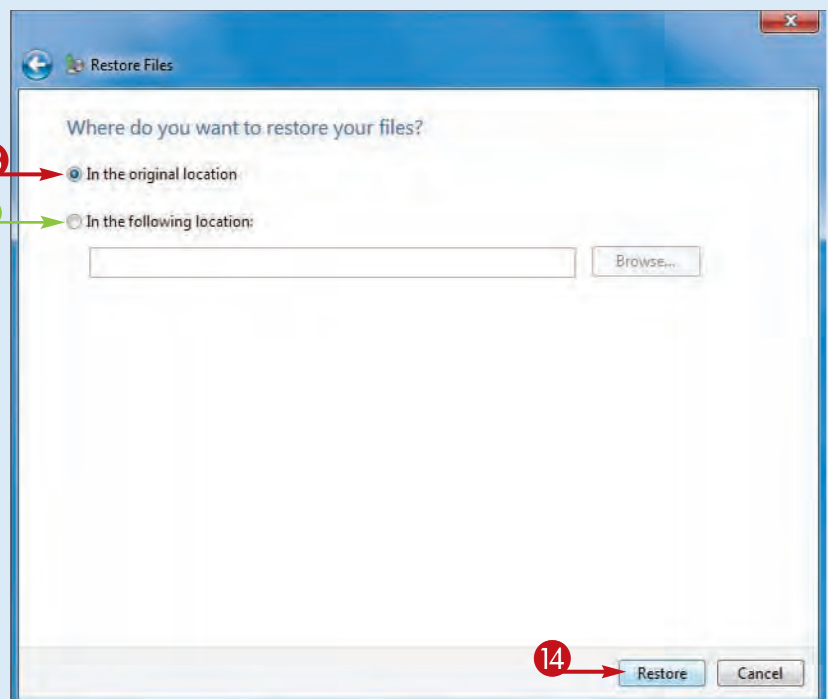 Restore Files
Where do you want to restore your files?
In the original location
In the following location:
Browse...
14
Restore
Cancel